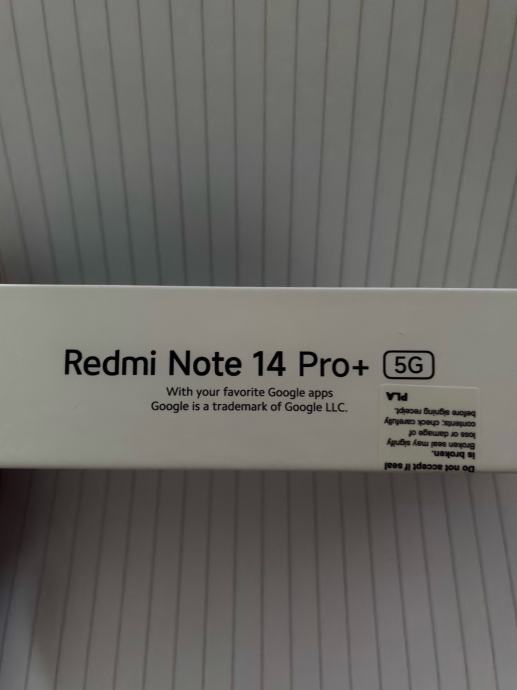 Redmi Note 14 Pro+ 5G
With your favorite Google apps
Google is a trademark of Google LLC.
Do not accept if seal
is broken.
Broken seal may signify
loss or damage of
contents; check carefully
before signing receipt.
PLA